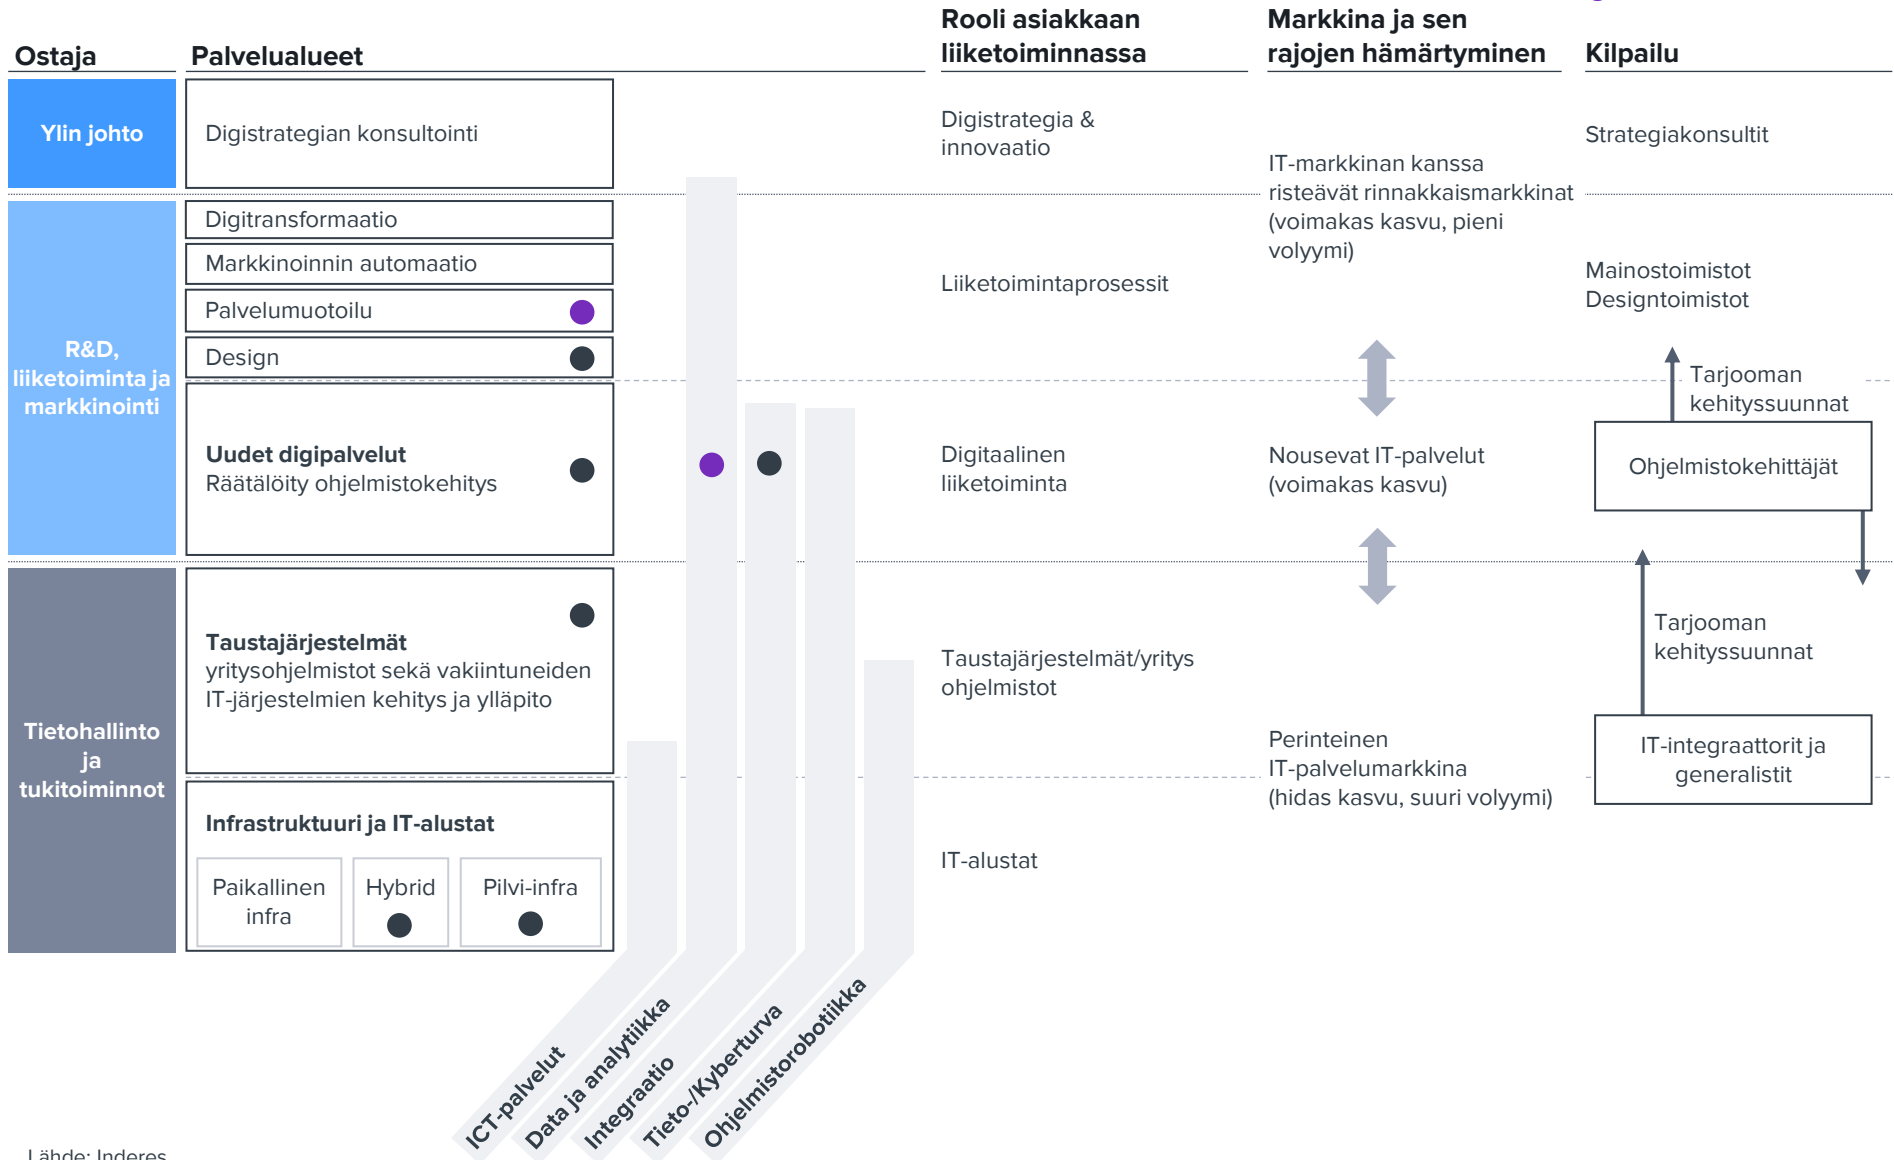 Ostaja
Palvelualueet
Rooli asiakkaan
liiketoiminnassa
Markkina ja sen
rajojen hämärtyminen
Kilpailu
Ylin johto
Digistrategian konsultointi
Digistrategia &
innovaatio
IT-markkinan kanssa
risteävät rinnakkaismarkkinat
(voimakas kasvu, pieni
volyymi)
Strategiakonsultit
R&D,
liiketoiminta ja
markkinointi
Digitransformaatio
Markkinoinnin automaatio
Palvelumuotoilu
Design
Liiketoimintaprosessit
Mainostoimistot
Designtoimistot
Tarjooman
kehityssuunnat
Uudet digipalvelut
Räätälöity ohjelmistokehitys
Digitaalinen
liiketoiminta
Nousevat IT-palvelut
(voimakas kasvu)
Ohjelmistokehittäjät
Tietohallinto
ja
tukitoiminnot
Taustajärjestelmät
yritysohjelmistot sekä vakiintuneiden
IT-järjestelmien kehitys ja ylläpito
Taustajärjestelmät/yritys
ohjelmistot
Tarjooman
kehityssuunnat
Perinteinen
IT-palvelumarkkina
(hidas kasvu, suuri volyymi)
IT-integraattorit ja
generalistit
Infrastruktuuri ja IT-alustat
Paikallinen
infra
Hybrid
Pilvi-infra
IT-alustat
ICT-palvelut
Data ja analytiikka
Integraatio
Tieto-/Kyberturva
Ohjelmistorobotiikka
Lähde: Inderes